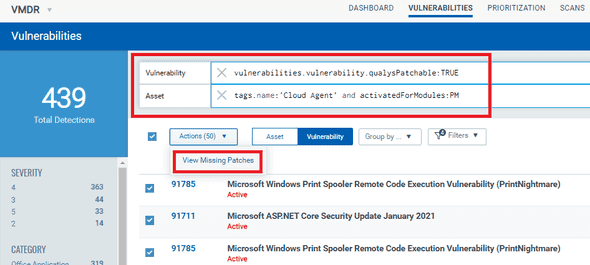 VMDR
DASHBOARD VULNERABILITIES PRIORITIZATION SCANS
Vulnerabilities
439
Total Detections
Vulnerability vulnerabilities.vulnerability.qualysPatchable:TRUE
Asset tags.name:'Cloud Agent' and activatedForModules:PM
Actions (50) Asset Vulnerability Group by ... 4 Filters
View Missing Patches
SEVERITY
4 363
3 44
5 33
2 14
CATEGORY
Office Application 319
91785 Microsoft Windows Print Spooler Remote Code Execution Vulnerability (PrintNightmare)
Active
91711 Microsoft ASP.NET Core Security Update January 2021
Active
91785 Microsoft Windows Print Spooler Remote Code Execution Vulnerability (PrintNightmare)
Active